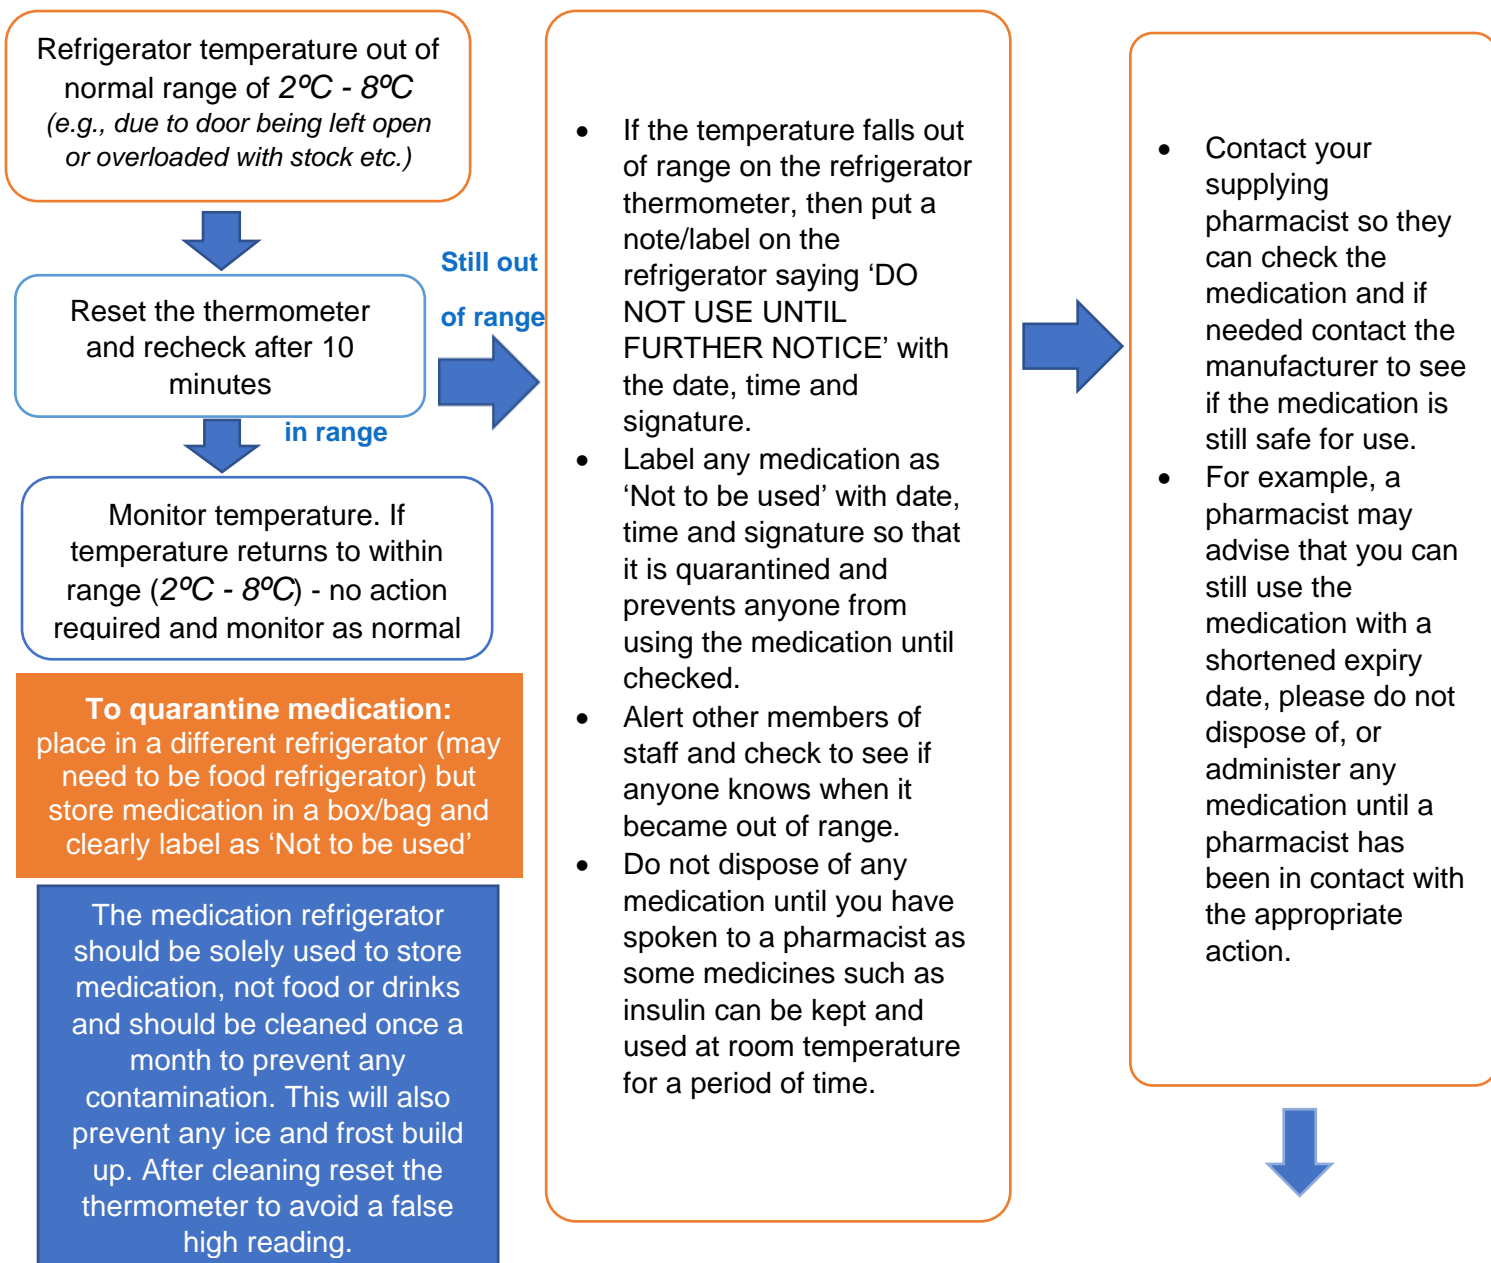 Refrigerator temperature out of
normal range of 2ºC - 8ºC
(e.g., due to door being left open
or overloaded with stock etc.)
Reset the thermometer
and recheck after 10
minutes
Still out
of range
in range
Monitor temperature. If
temperature returns to within
range (2ºC - 8ºC) - no action
required and monitor as normal
To quarantine medication:
place in a different refrigerator (may
need to be food refrigerator) but
store medication in a box/bag and
clearly label as ‘Not to be used’
The medication refrigerator
should be solely used to store
medication, not food or drinks
and should be cleaned once a
month to prevent any
contamination. This will also
prevent any ice and frost build
up. After cleaning reset the
thermometer to avoid a false
high reading.
• If the temperature falls out
of range on the refrigerator
thermometer, then put a
note/label on the
refrigerator saying ‘DO
NOT USE UNTIL
FURTHER NOTICE’ with
the date, time and
signature.
• Label any medication as
‘Not to be used’ with date,
time and signature so that
it is quarantined and
prevents anyone from
using the medication until
checked.
• Alert other members of
staff and check to see if
anyone knows when it
became out of range.
• Do not dispose of any
medication until you have
spoken to a pharmacist as
some medicines such as
insulin can be kept and
used at room temperature
for a period of time.
• Contact your
supplying
pharmacist so they
can check the
medication and if
needed contact the
manufacturer to see
if the medication is
still safe for use.
• For example, a
pharmacist may
advise that you can
still use the
medication with a
shortened expiry
date, please do not
dispose of, or
administer any
medication until a
pharmacist has
been in contact with
the appropriate
action.